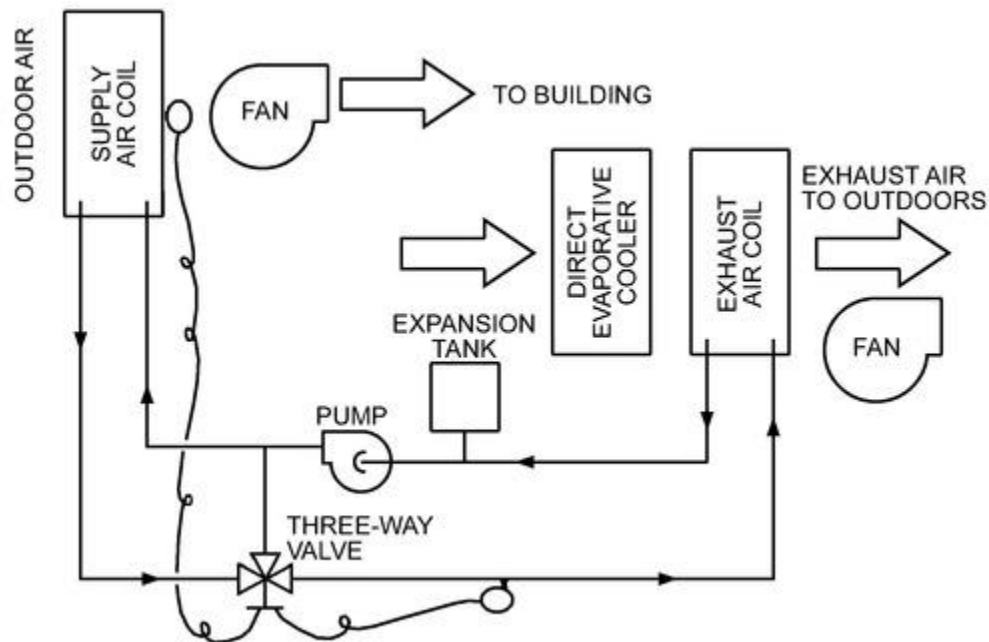 OUTDOOR AIR
SUPPLY
AIR COIL
FAN
TO BUILDING
DIRECT
EVAPORATIVE
COOLER
EXHAUST
AIR COIL
EXHAUST AIR
TO OUTDOORS
FAN
EXPANSION
TANK
PUMP
THREE-WAY
VALVE